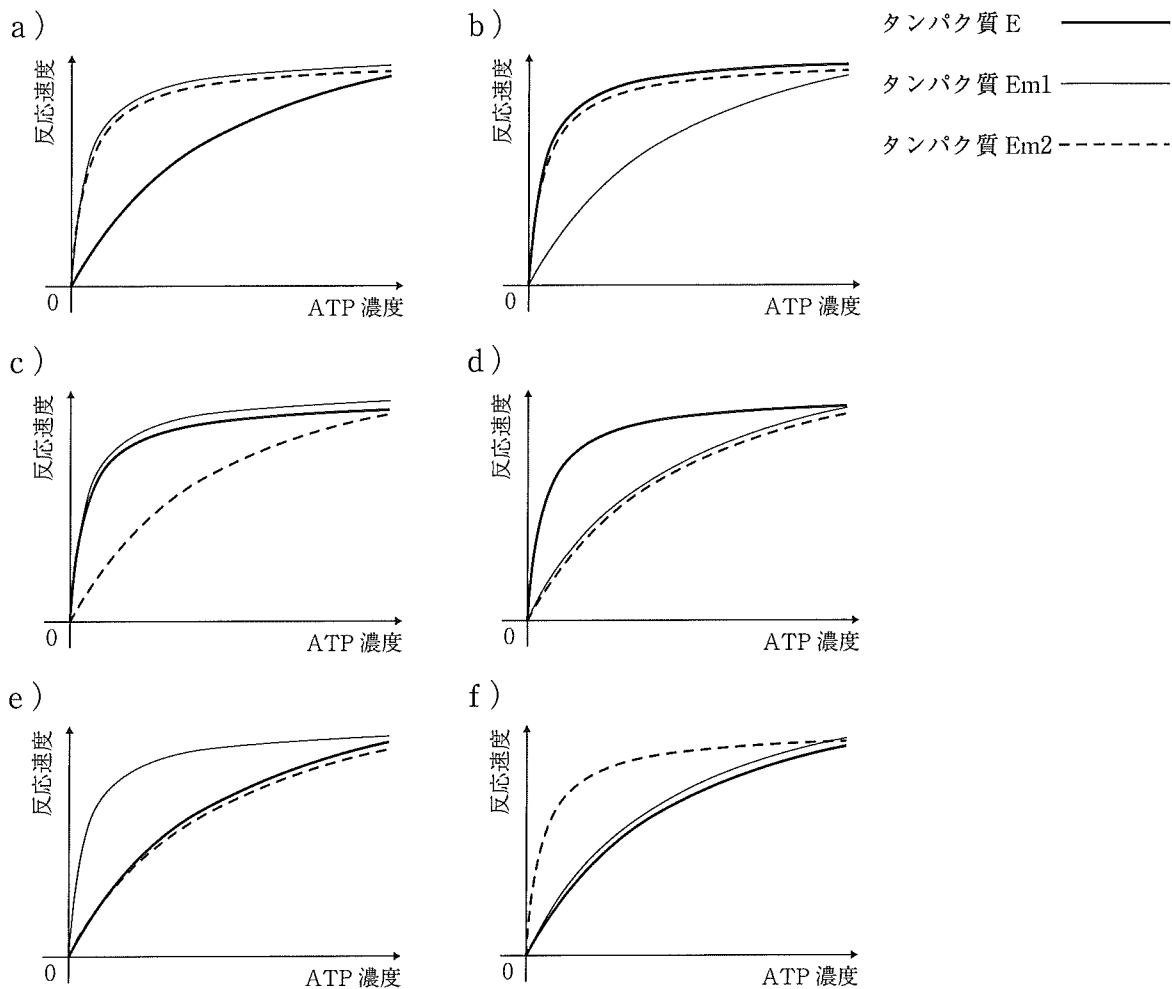 a) b)
タンパク質 E
タンパク質 Em1
タンパク質 Em2
反応速度 反応速度
0 ATP 濃度 0 ATP 濃度
c) d)
反応速度 反応速度
0 ATP 濃度 0 ATP 濃度
e) f)
反応速度 反応速度
0 ATP 濃度 0 ATP 濃度